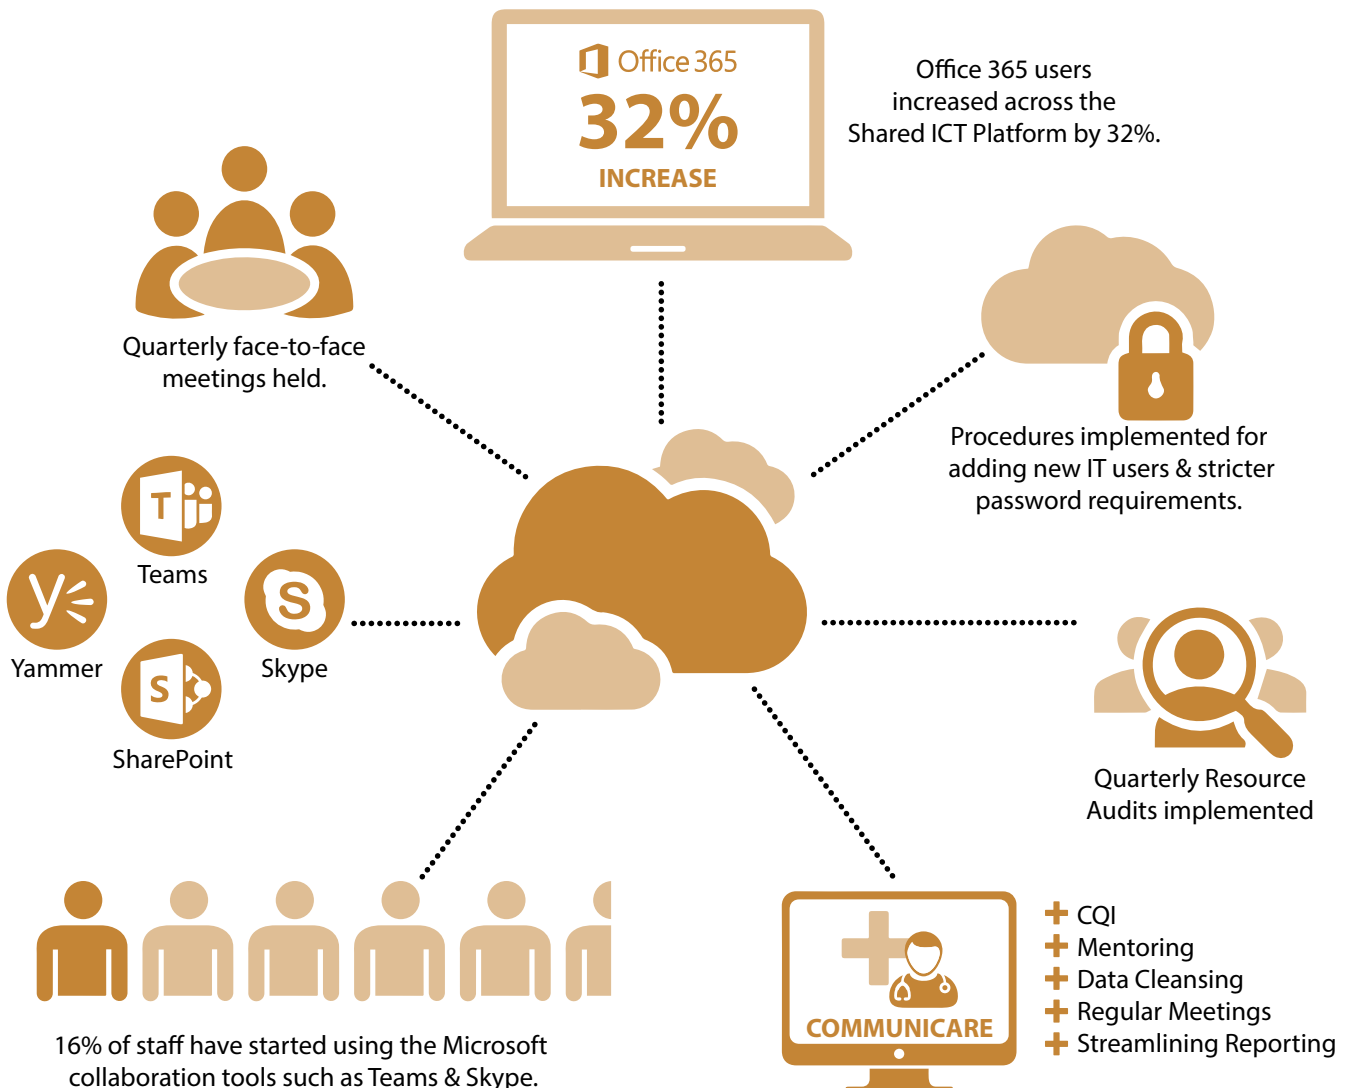 Office 365
32%
INCREASE
Office 365 users
increased across the
Shared ICT Platform by 32%.
Quarterly face-to-face
meetings held.
Procedures implemented for
adding new IT users & stricter
password requirements.
T
Teams
Yammer
S
Skype
S
SharePoint
Quarterly Resource
Audits implemented
16% of staff have started using the Microsoft
collaboration tools such as Teams & Skype.
COMMUNICARE
CQI
Mentoring
Data Cleansing
Regular Meetings
Streamlining Reporting